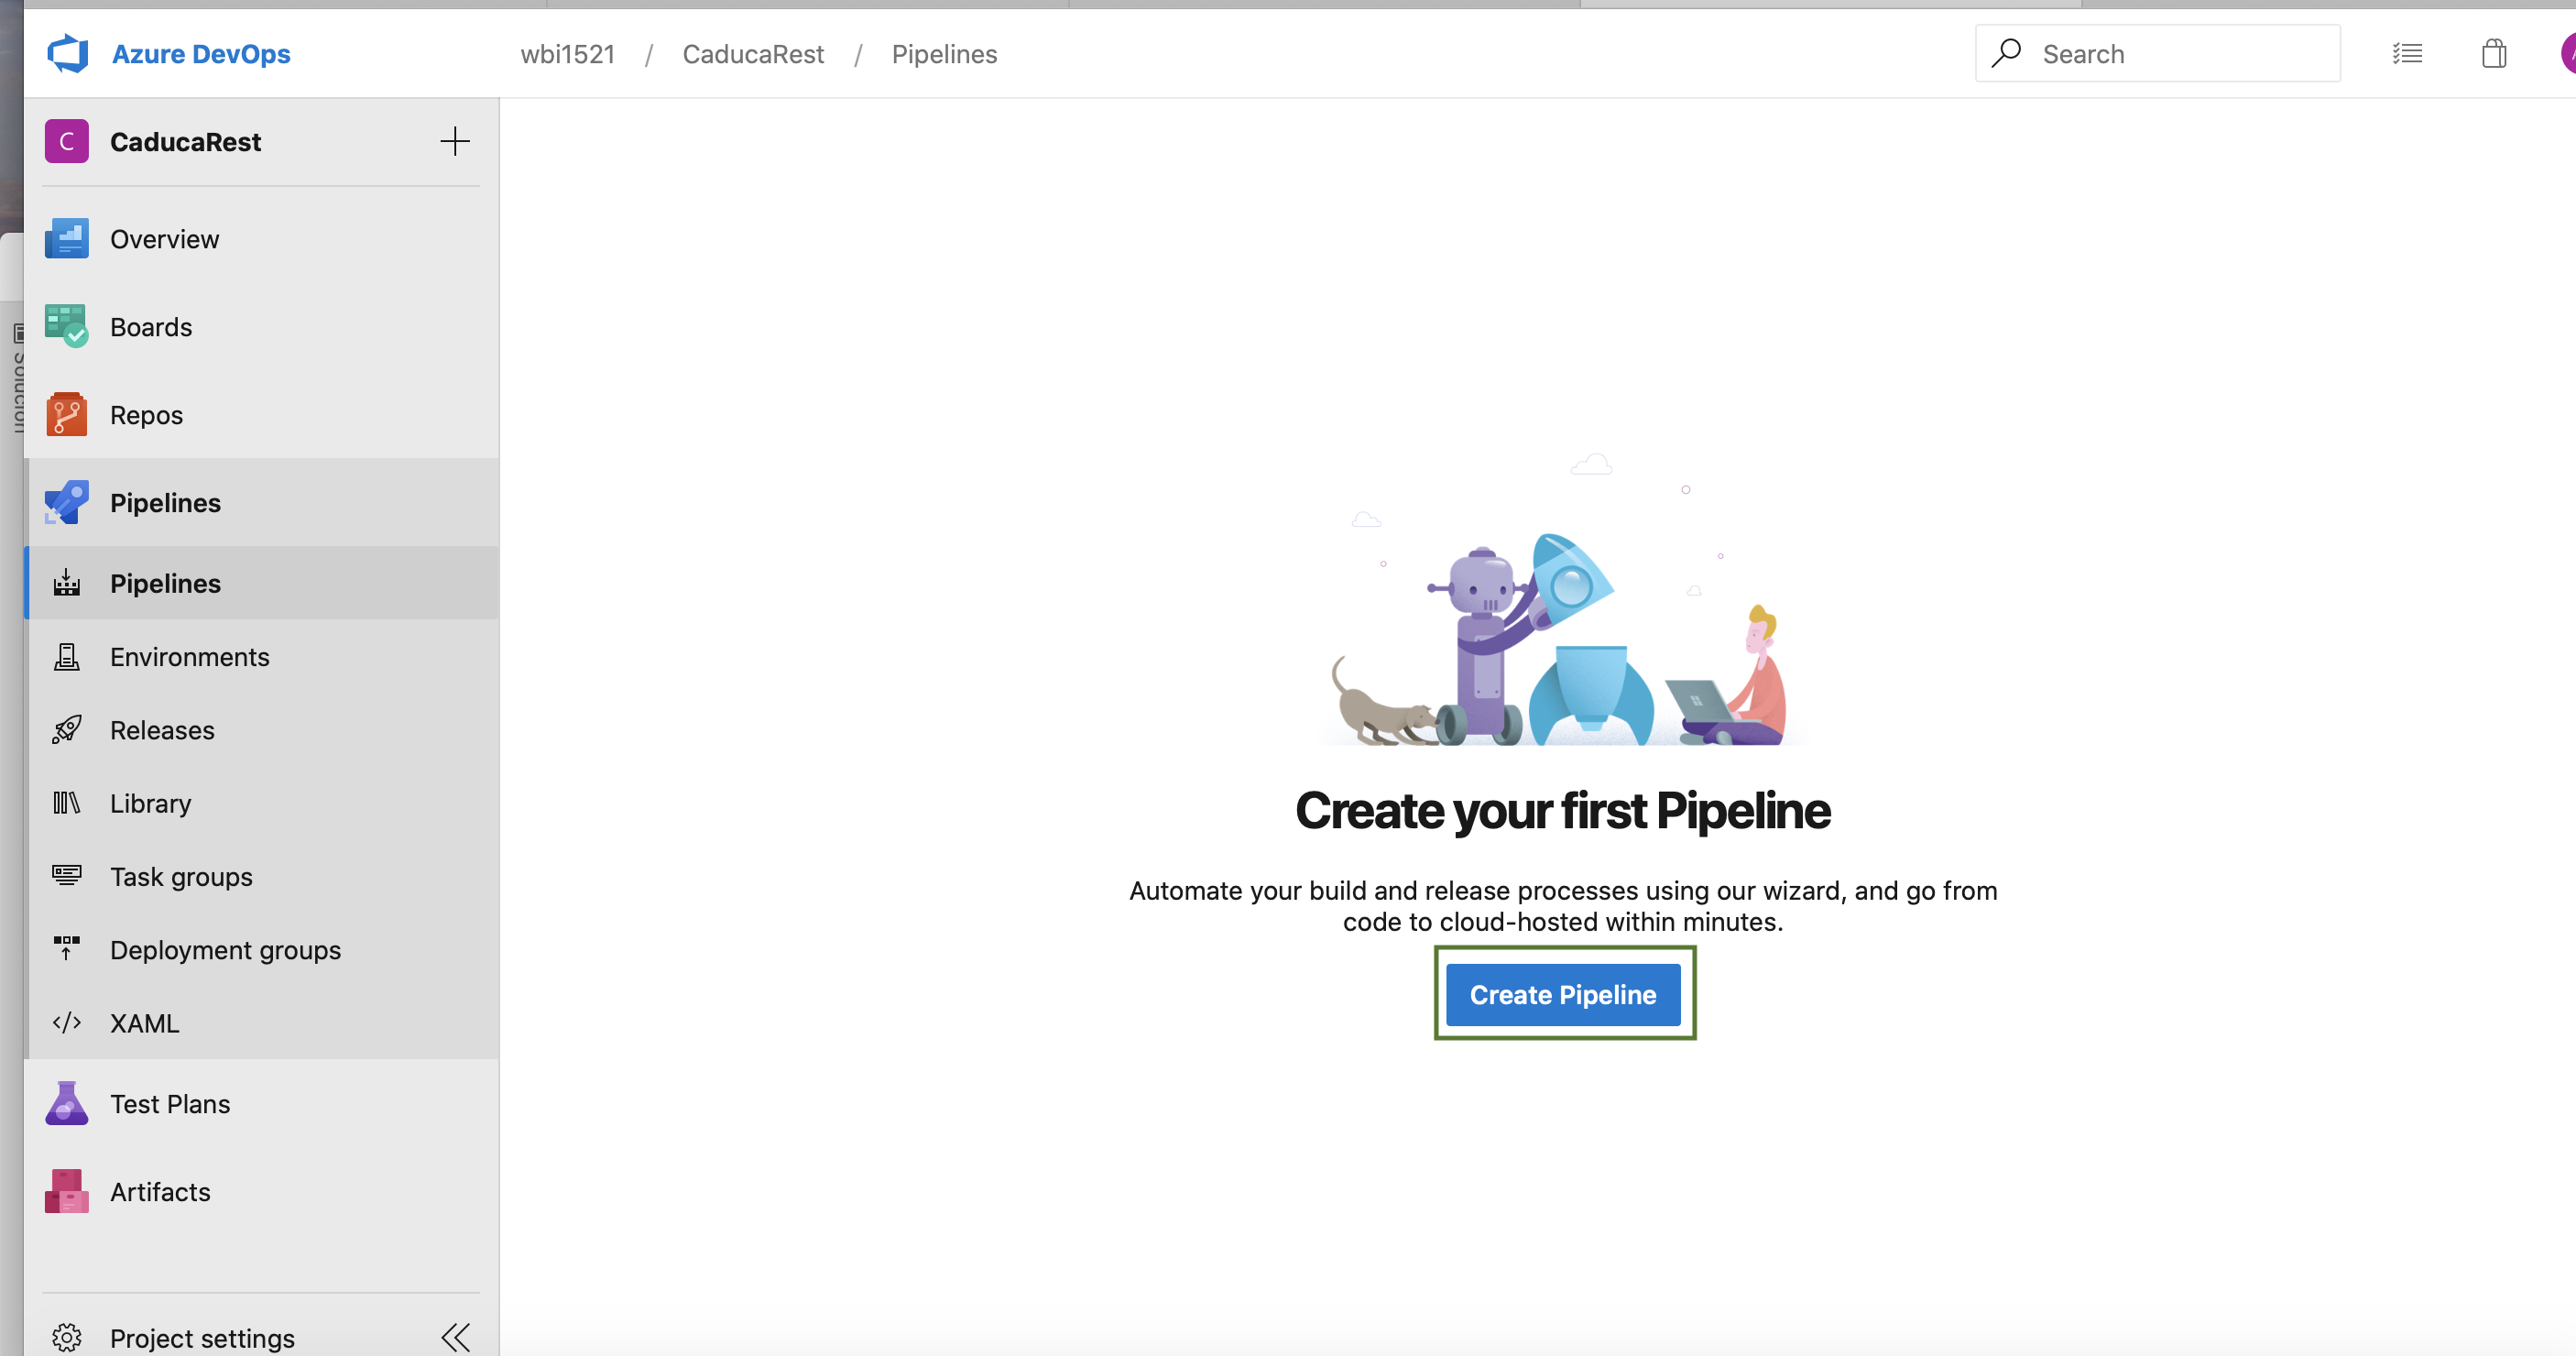 Azure DevOps
wbi1521 / CaducaRest / Pipelines
Search
C CaducaRest
Overview
Boards
Repos
Solución
Pipelines
Pipelines
Environments
Releases
Library
Task groups
Deployment groups
XAML
Test Plans
Artifacts
Project settings
Create your first Pipeline
Automate your build and release processes using our wizard, and go from
code to cloud-hosted within minutes.
Create Pipeline